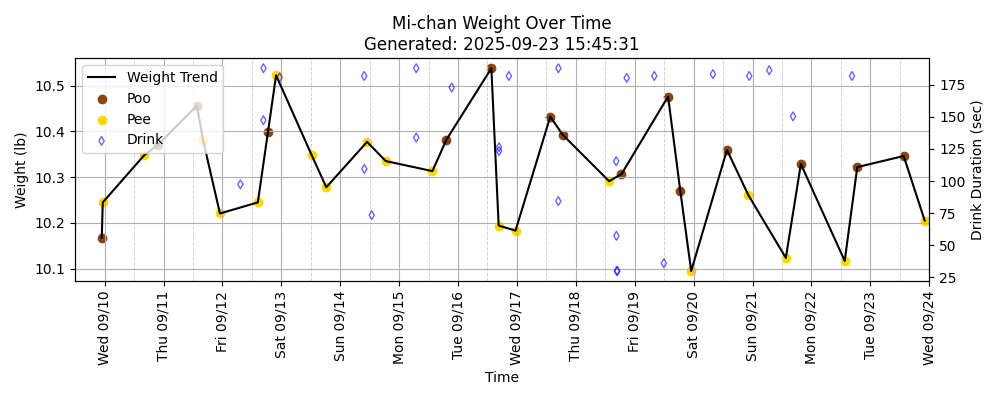 Mi-chan Weight Over Time
Generated: 2025-09-23 15:45:31
Weight (lb)
10.5
10.4
10.3
10.2
10.1
Weight Trend
Poo
Pee
Drink
175
150
125
100
75
50
25
Drink Duration (sec)
Wed 09/10
Thu 09/11
Fri 09/12
Sat 09/13
Sun 09/14
Mon 09/15
Tue 09/16
Wed 09/17
Thu 09/18
Fri 09/19
Sat 09/20
Sun 09/21
Mon 09/22
Tue 09/23
Wed 09/24
Time